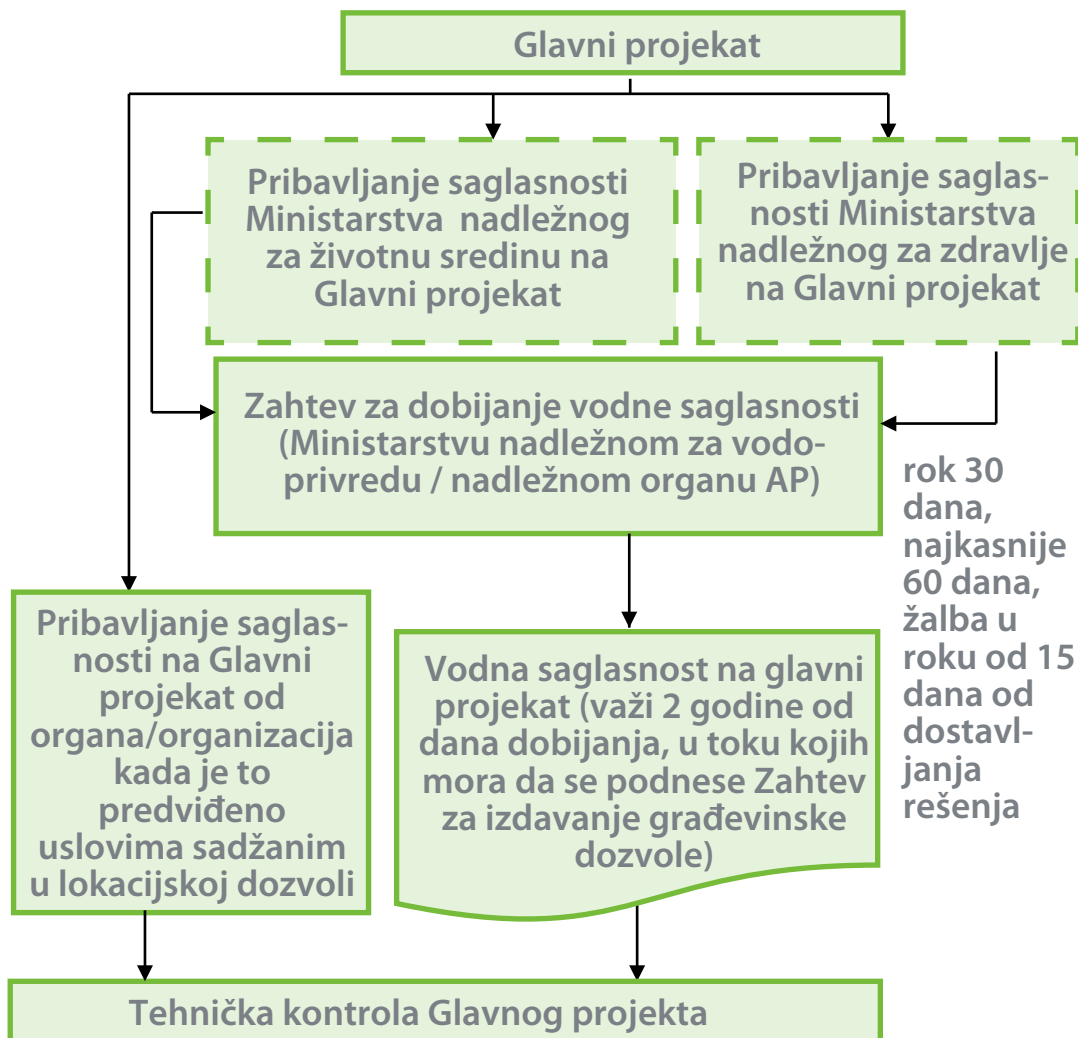 Glavni projekat
Pribavljanje saglasnosti
Ministarstva nadležnog
za životnu sredinu na
Glavni projekat
Pribavljanje saglas-
nosti Ministarstva
nadležnog za zdravlje
na Glavni projekat
Zahtev za dobijanje vodne saglasnosti
(Ministarstvu nadležnom za vodo-
privredu / nadležnom organu AP)
rok 30
dana,
najkasnije
60 dana,
žalba u
roku od 15
dana od
dostavl-
janja
rešenja
Pribavljanje saglas-
nosti na Glavni
projekat od
organa/organizacija
kada je to
predviđeno
uslovima sadžanim
u lokacijskoj dozvoli
Vodna saglasnost na glavni
projekat (važi 2 godine od
dana dobijanja, u toku kojih
mora da se podnese Zahtev
za izdavanje građevinske
dozvole)
Tehnička kontrola Glavnog projekta